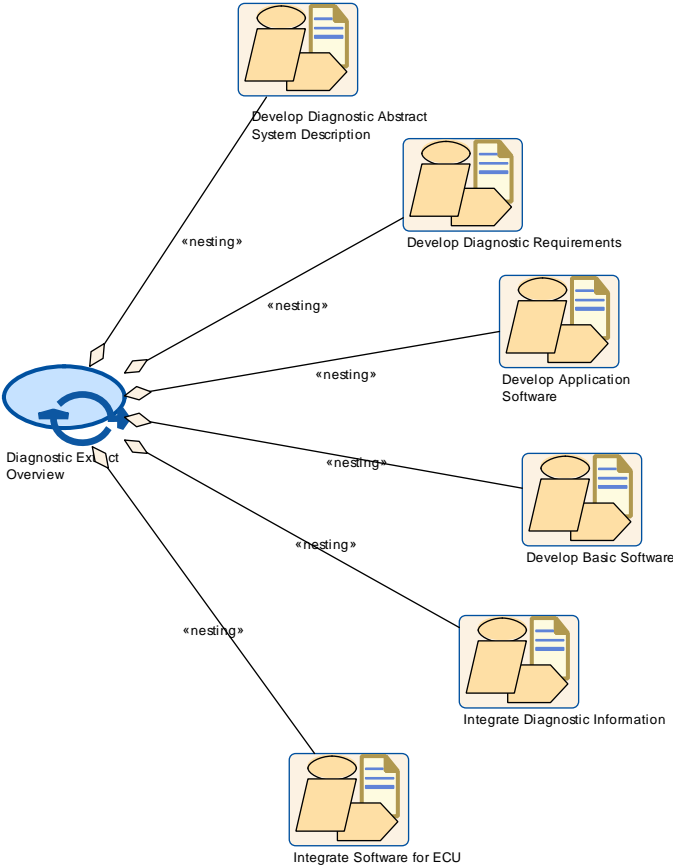 Develop Diagnostic Abstract
System Description
«nesting»
Develop Diagnostic Requirements
«nesting»
«nesting»
Develop Application
Software
Diagnostic Extract
Overview
«nesting»
Develop Basic Software
«nesting»
«nesting»
Integrate Diagnostic Information
Integrate Software for ECU